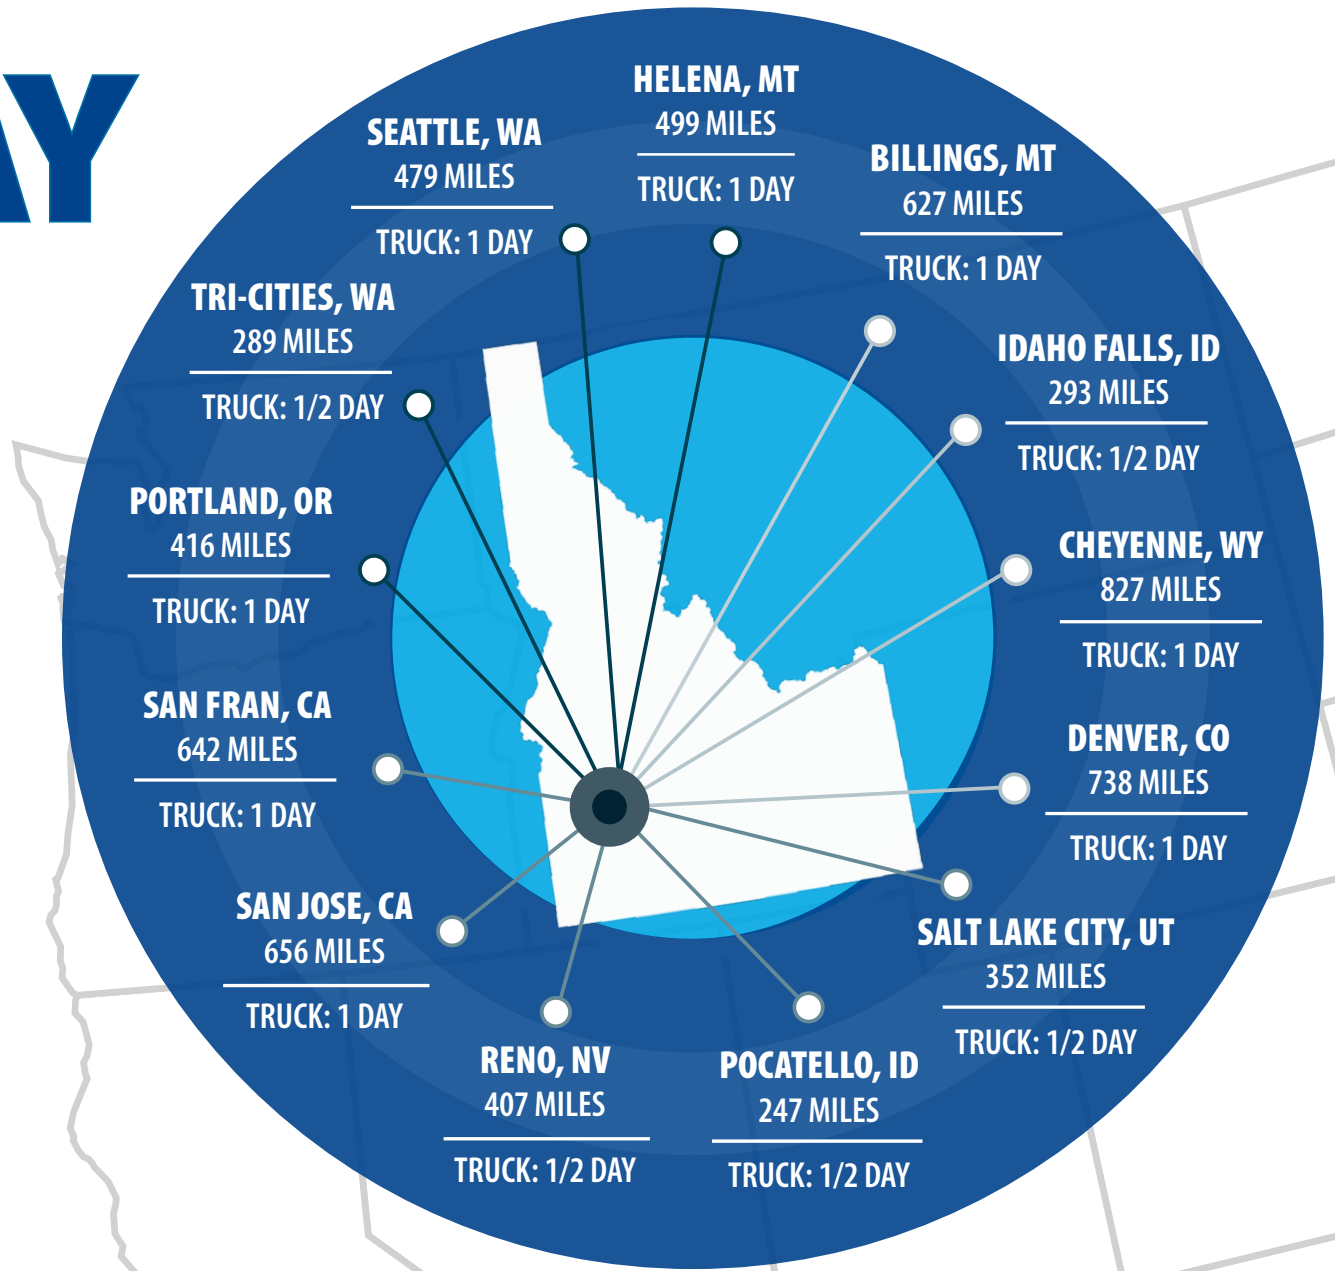 AY
HELENA, MT
499 MILES
TRUCK: 1 DAY
SEATTLE, WA
479 MILES
TRUCK: 1 DAY
BILLINGS, MT
627 MILES
TRUCK: 1 DAY
TRI-CITIES, WA
289 MILES
TRUCK: 1/2 DAY
IDAHO FALLS, ID
293 MILES
TRUCK: 1/2 DAY
PORTLAND, OR
416 MILES
TRUCK: 1 DAY
CHEYENNE, WY
827 MILES
TRUCK: 1 DAY
SAN FRAN, CA
642 MILES
TRUCK: 1 DAY
DENVER, CO
738 MILES
TRUCK: 1 DAY
SAN JOSE, CA
656 MILES
TRUCK: 1 DAY
SALT LAKE CITY, UT
352 MILES
TRUCK: 1/2 DAY
RENO, NV
407 MILES
TRUCK: 1/2 DAY
POCATELLO, ID
247 MILES
TRUCK: 1/2 DAY